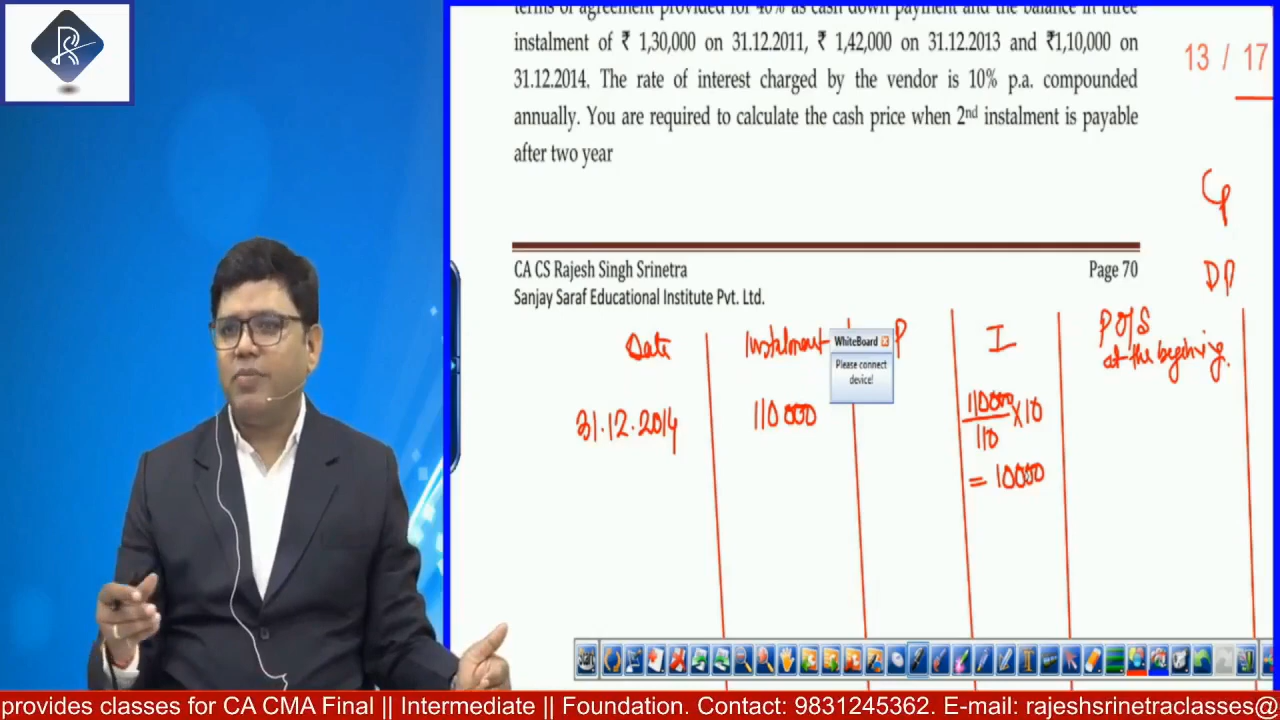 terms of agreement provided for 40% as cash down payment and the balance in three
instalment of ₹ 1,30,000 on 31.12.2011, ₹ 1,42,000 on 31.12.2013 and ₹1,10,000 on
31.12.2014. The rate of interest charged by the vendor is 10% p.a. compounded
annually. You are required to calculate the cash price when 2nd instalment is payable
after two year
13 / 17
CP
DP
CA CS Rajesh Singh Srinetra
Page 70
Sanjay Saraf Educational Institute Pvt. Ltd.
Date Instalment P I P O/S
at the beginning.
WhiteBoard
Please connect
device!
31.12.2014 110000 110000/110 ×10
= 10000
provides classes for CA CMA Final || Intermediate || Foundation. Contact: 9831245362. E-mail: rajeshsrinetraclasses@